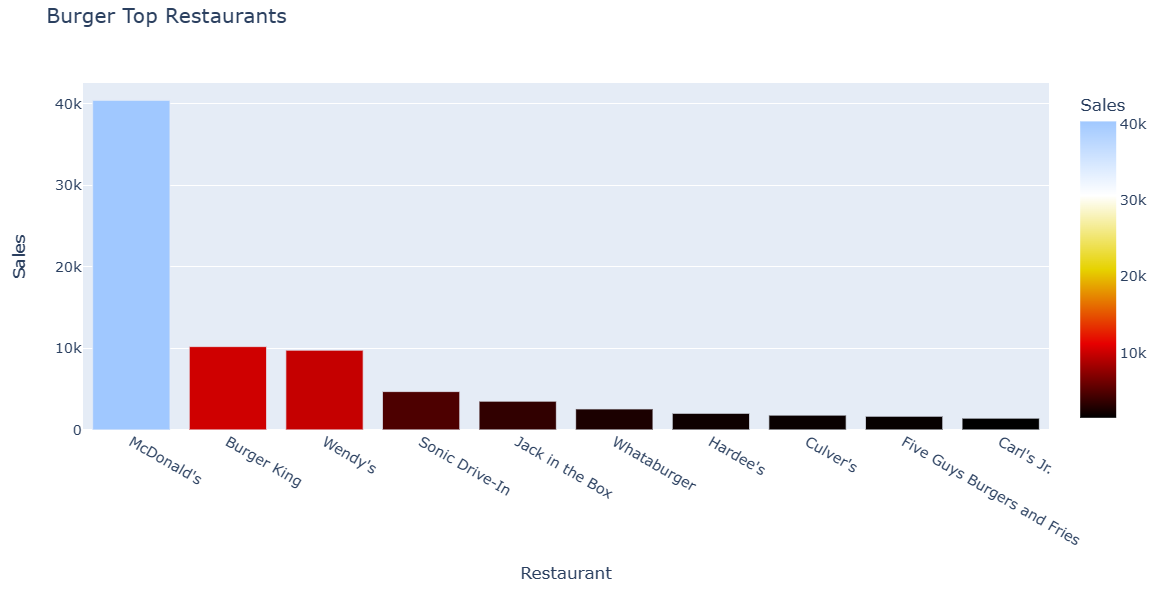 Burger Top Restaurants
Sales
40k
30k
20k
10k
0
McDonald's
Burger King
Wendy's
Sonic Drive-In
Jack in the Box
Whataburger
Hardee's
Culver's
Five Guys Burgers and Fries
Carl's Jr.
Restaurant
Sales
40k
30k
20k
10k